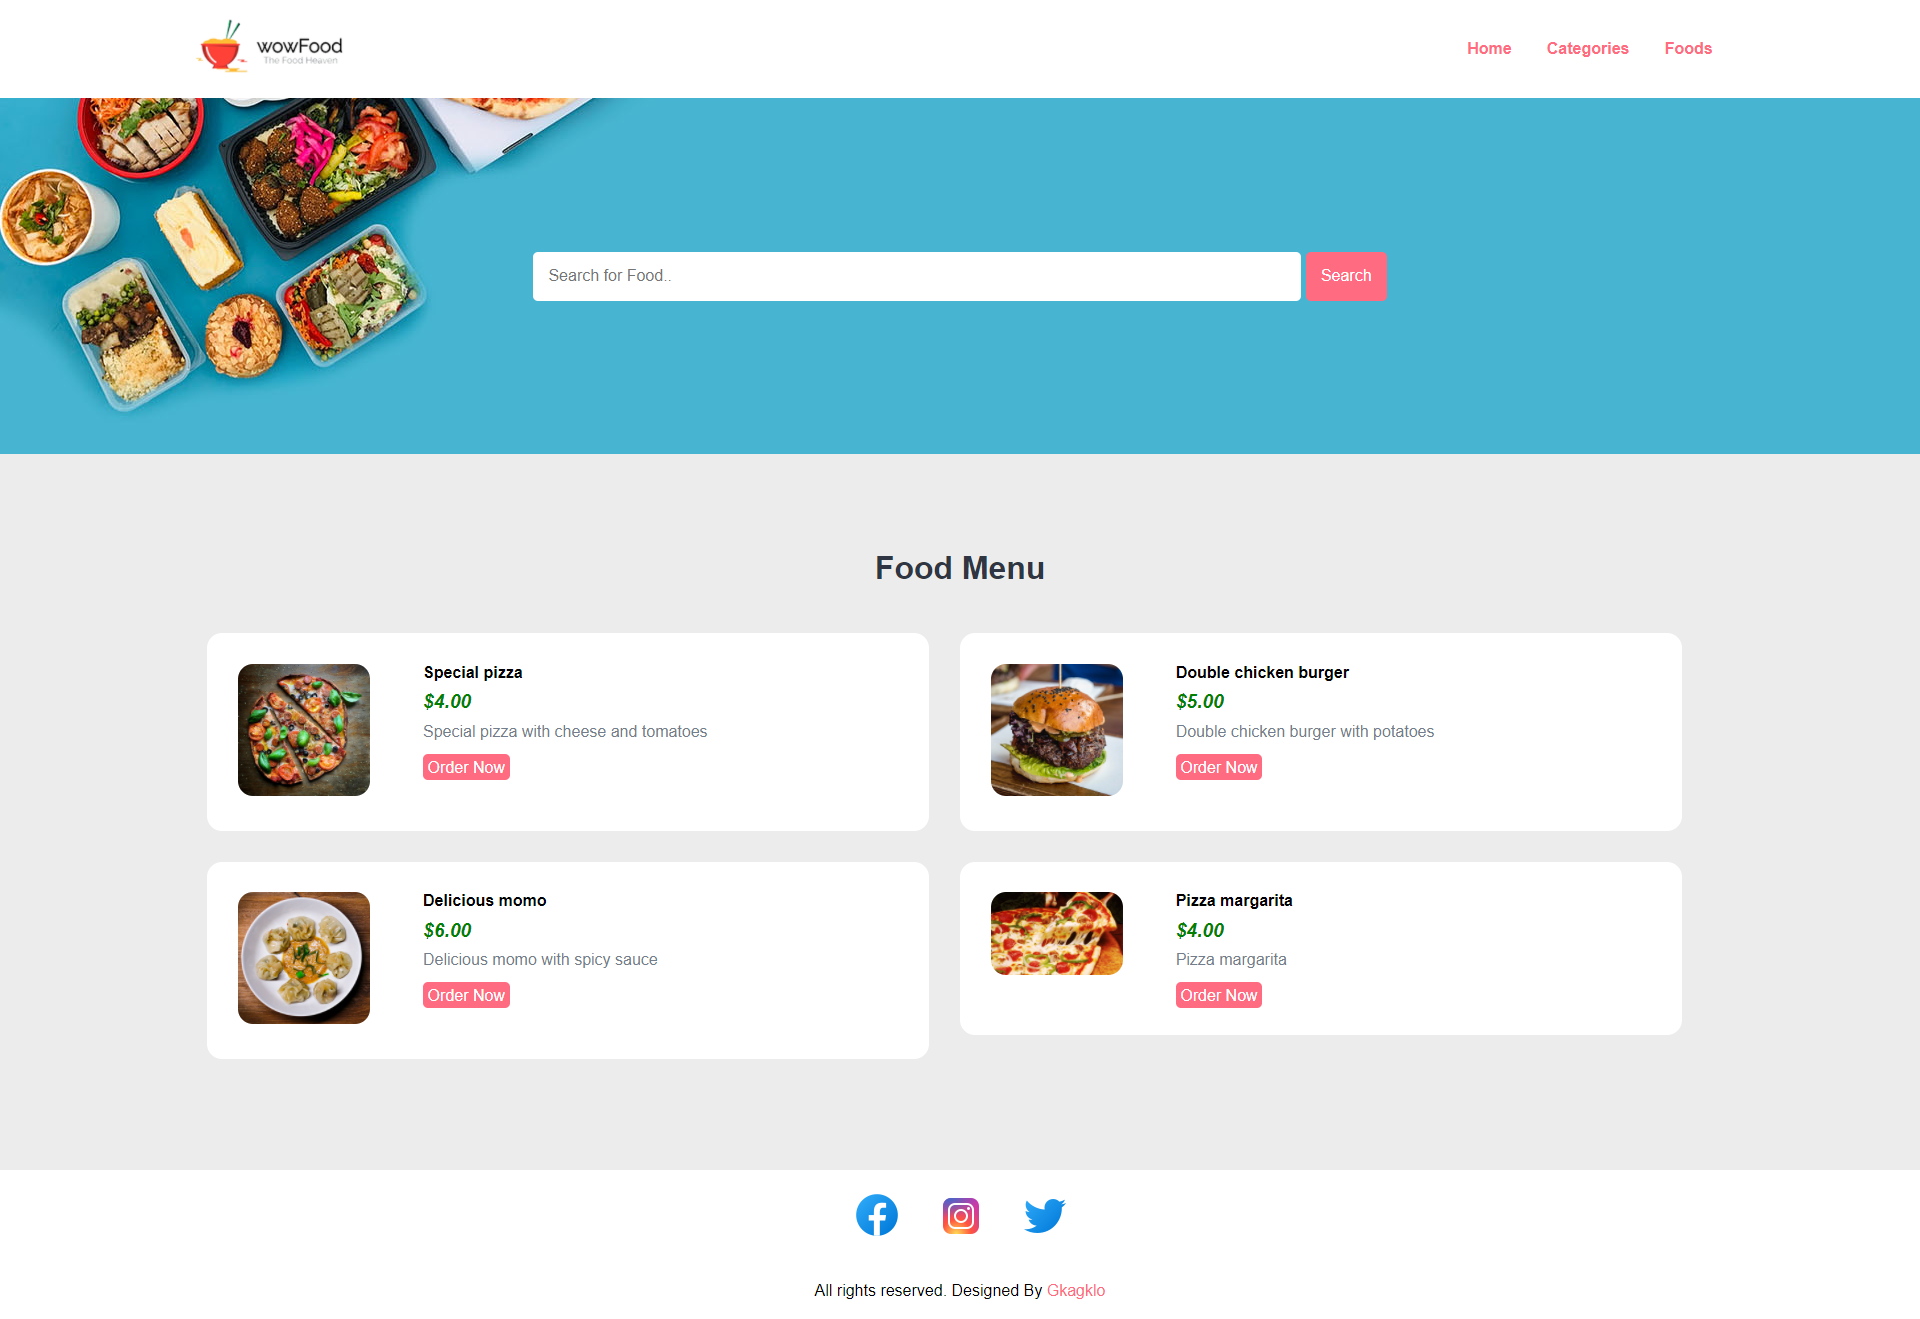 wowFood
The Food Heaven
Home Categories Foods
Search for Food..
Search
Food Menu
Special pizza
$4.00
Special pizza with cheese and tomatoes
Order Now
Double chicken burger
$5.00
Double chicken burger with potatoes
Order Now
Delicious momo
$6.00
Delicious momo with spicy sauce
Order Now
Pizza margarita
$4.00
Pizza margarita
Order Now
All rights reserved. Designed By Gkagklo